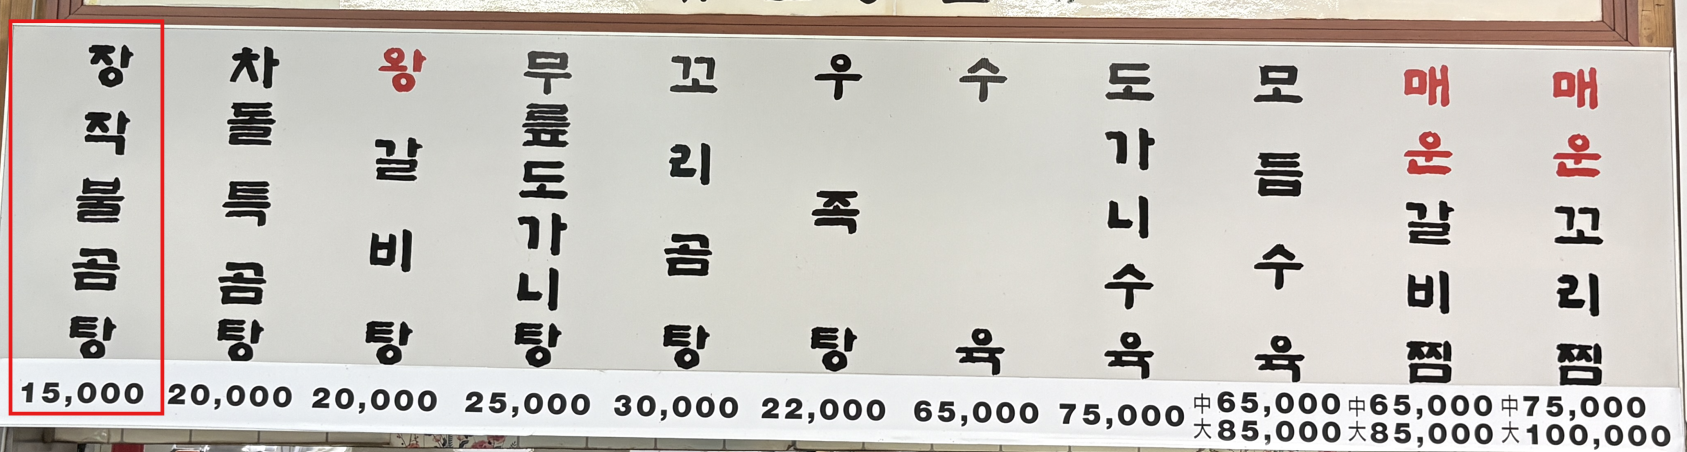 장작불곰탕
15,000
차돌특곰탕
20,000
왕갈비탕
20,000
무릎도가니탕
25,000
꼬리곰탕
30,000
우족탕
22,000
수육
65,000
도가니수육
75,000
모듬수육
中65,000
大85,000
매운갈비찜
中65,000
大85,000
매운꼬리찜
中75,000
大100,000